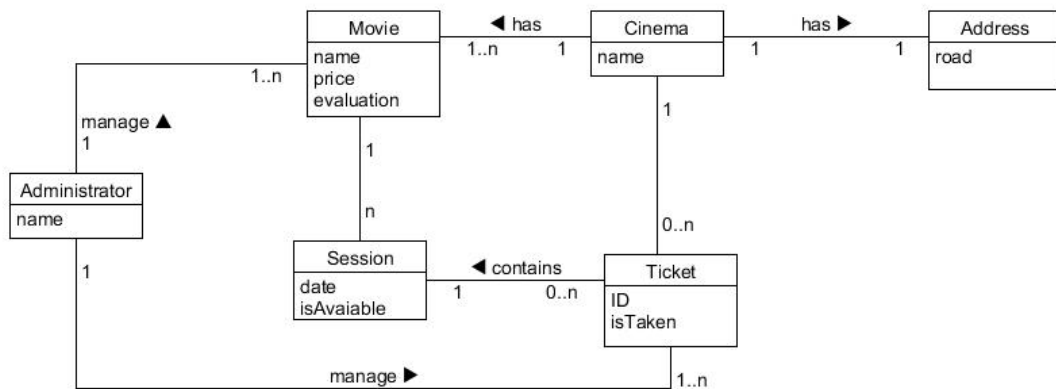 Movie
name
price
evaluation
◀ has
1..n
1
Cinema
name
has ▶
1
1
Address
road
1..n
manage ▲
1
Administrator
name
1
1
n
1
0..n
Session
date
isAvaiable
◀ contains
1
0..n
Ticket
ID
isTaken
manage ▶
1..n